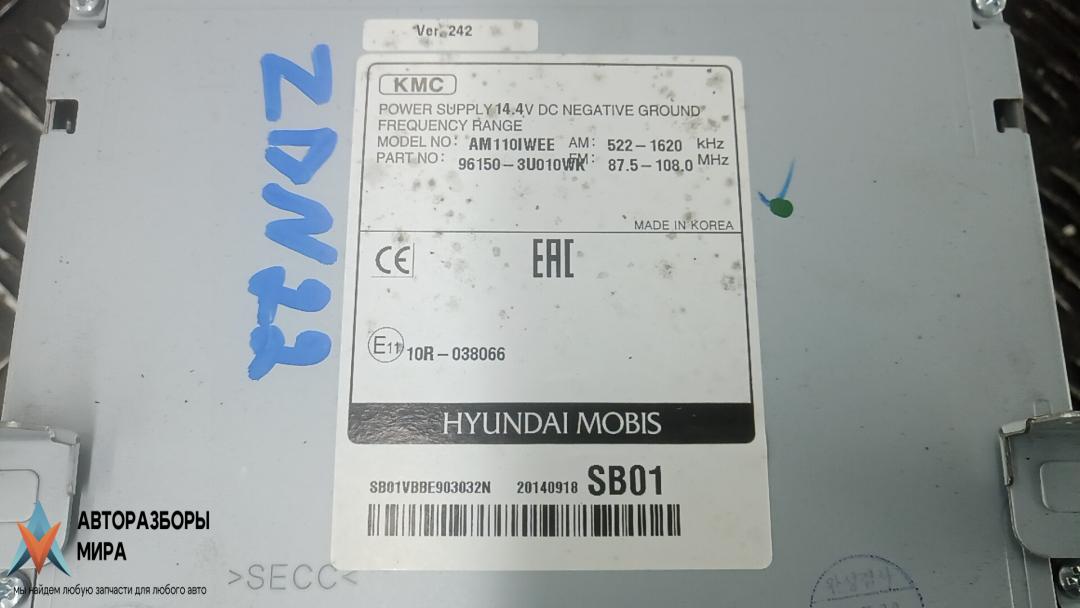 Ver. 242
KMC
POWER SUPPLY 14.4V DC NEGATIVE GROUND
FREQUENCY RANGE
MODEL NO: AM110IWEE AM: 522-1620 kHz
PART NO: 96150-3U010WK FM: 87.5-108.0 MHz
MADE IN KOREA
CE EAC
E11 10R-038066
HYUNDAI MOBIS
SB01VBBE903032N 20140918 SB01
>SECC<
АВТОРАЗБОРЫ
МИРА
мы найдем любую запчасти для любого авто